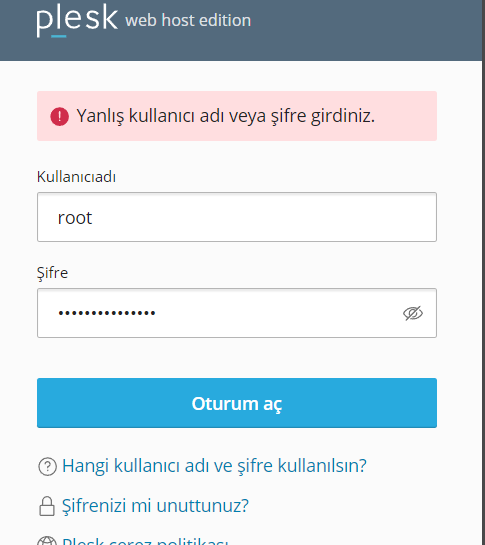 plesk web host edition
Yanlış kullanıcı adı veya şifre girdiniz.
Kullanıcıadı
root
Şifre
•••••••••••••••
Oturum aç
Hangi kullanıcı adı ve şifre kullanılsın?
Şifrenizi mi unuttunuz?
Plesk çerez politikası